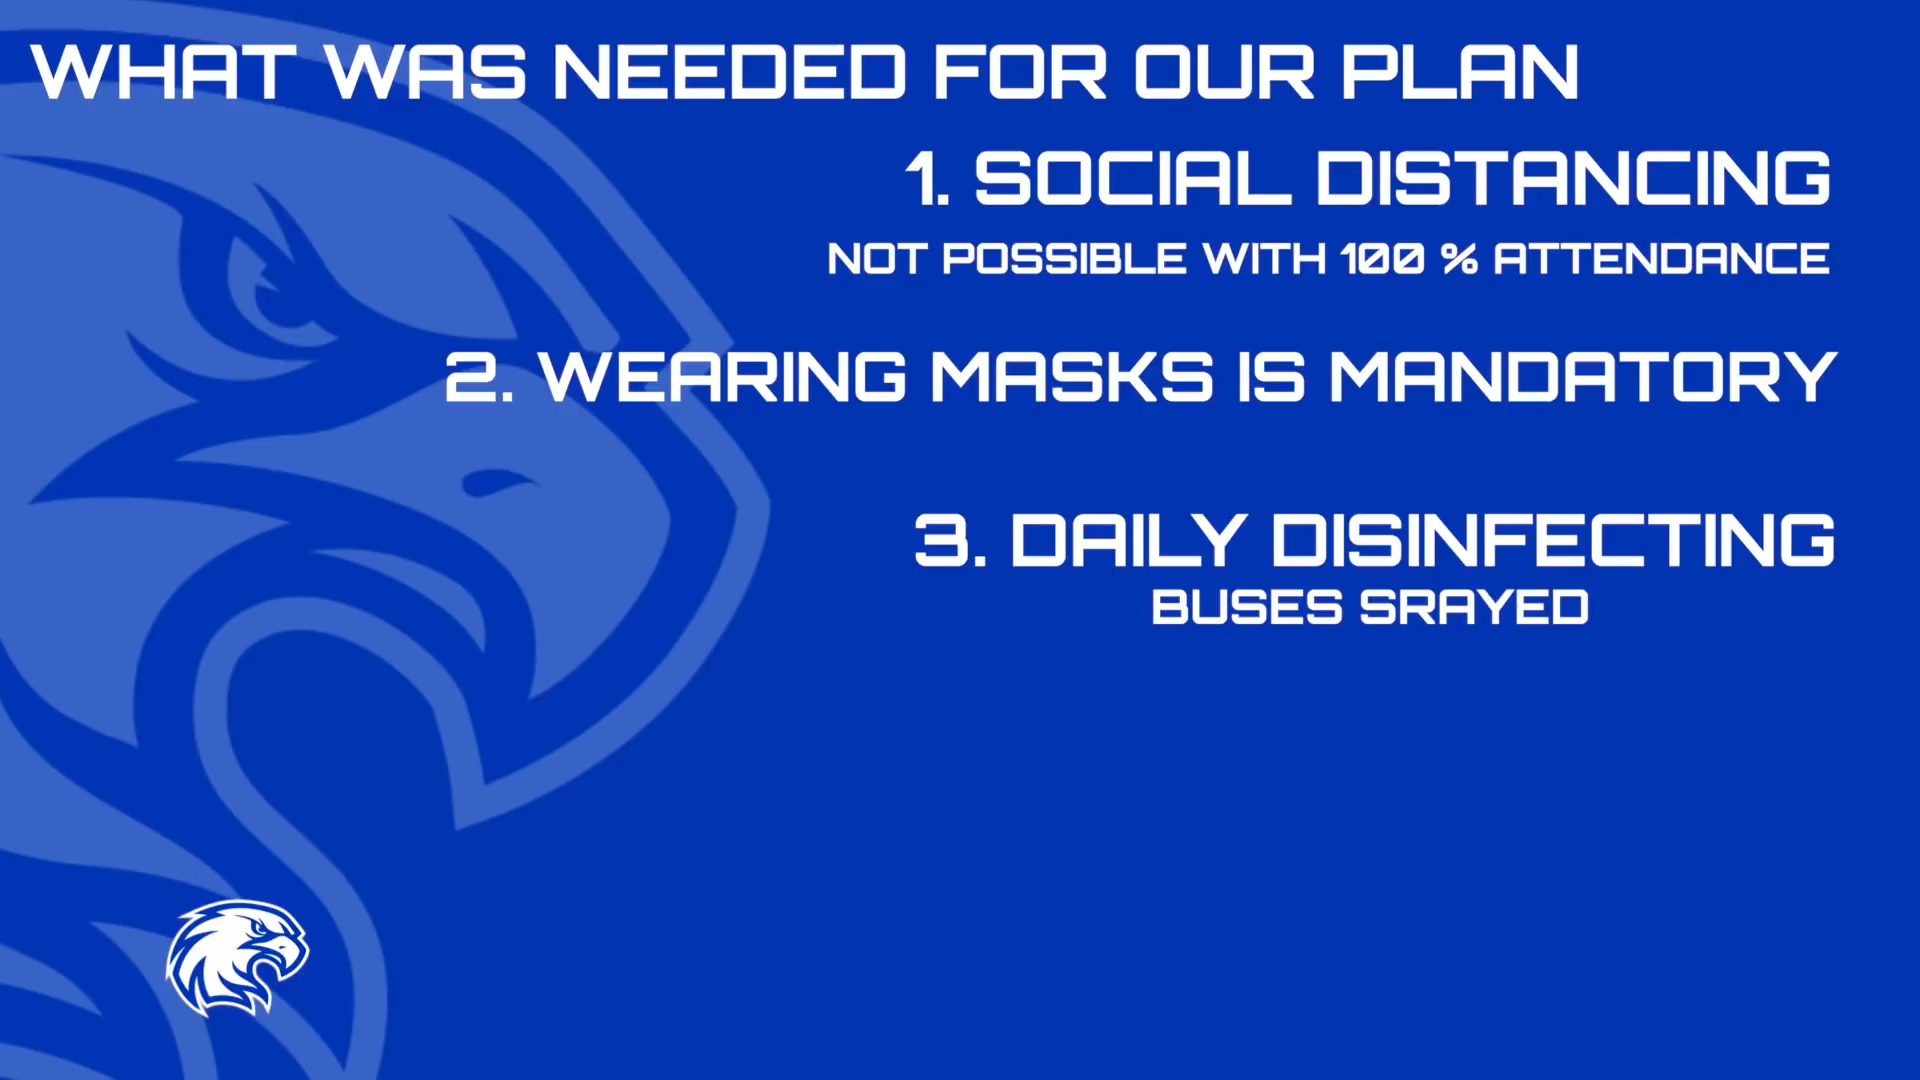 WHAT WAS NEEDED FOR OUR PLAN
1. SOCIAL DISTANCING
NOT POSSIBLE WITH 100 % ATTENDANCE
2. WEARING MASKS IS MANDATORY
3. DAILY DISINFECTING
BUSES SRAYED